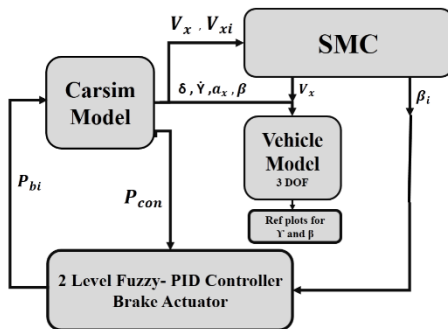 V_x , V_xi
SMC
Carsim
Model
δ , Ϋ , a_x , β
V_x
β_i
Vehicle
Model
3 DOF
P_bi
P_con
Ref plots for
ϒ and β
2 Level Fuzzy- PID Controller
Brake Actuator